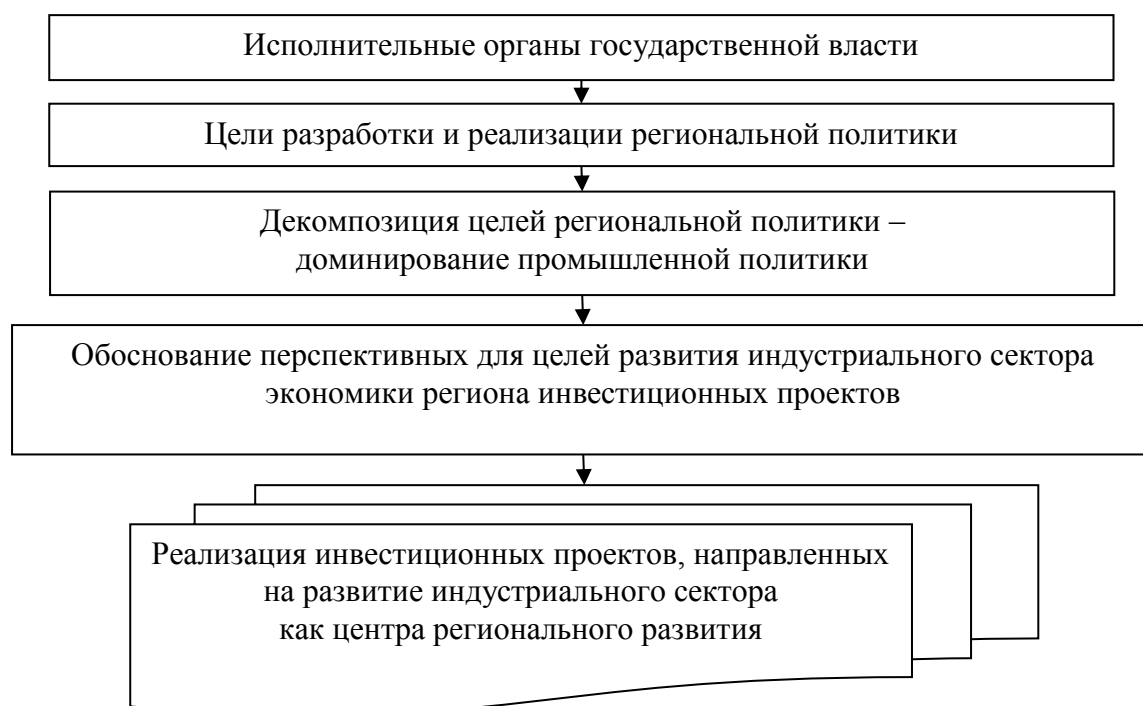 Исполнительные органы государственной власти
Цели разработки и реализации региональной политики
Декомпозиция целей региональной политики –
доминирование промышленной политики
Обоснование перспективных для целей развития индустриального сектора
экономики региона инвестиционных проектов
Реализация инвестиционных проектов, направленных
на развитие индустриального сектора
как центра регионального развития